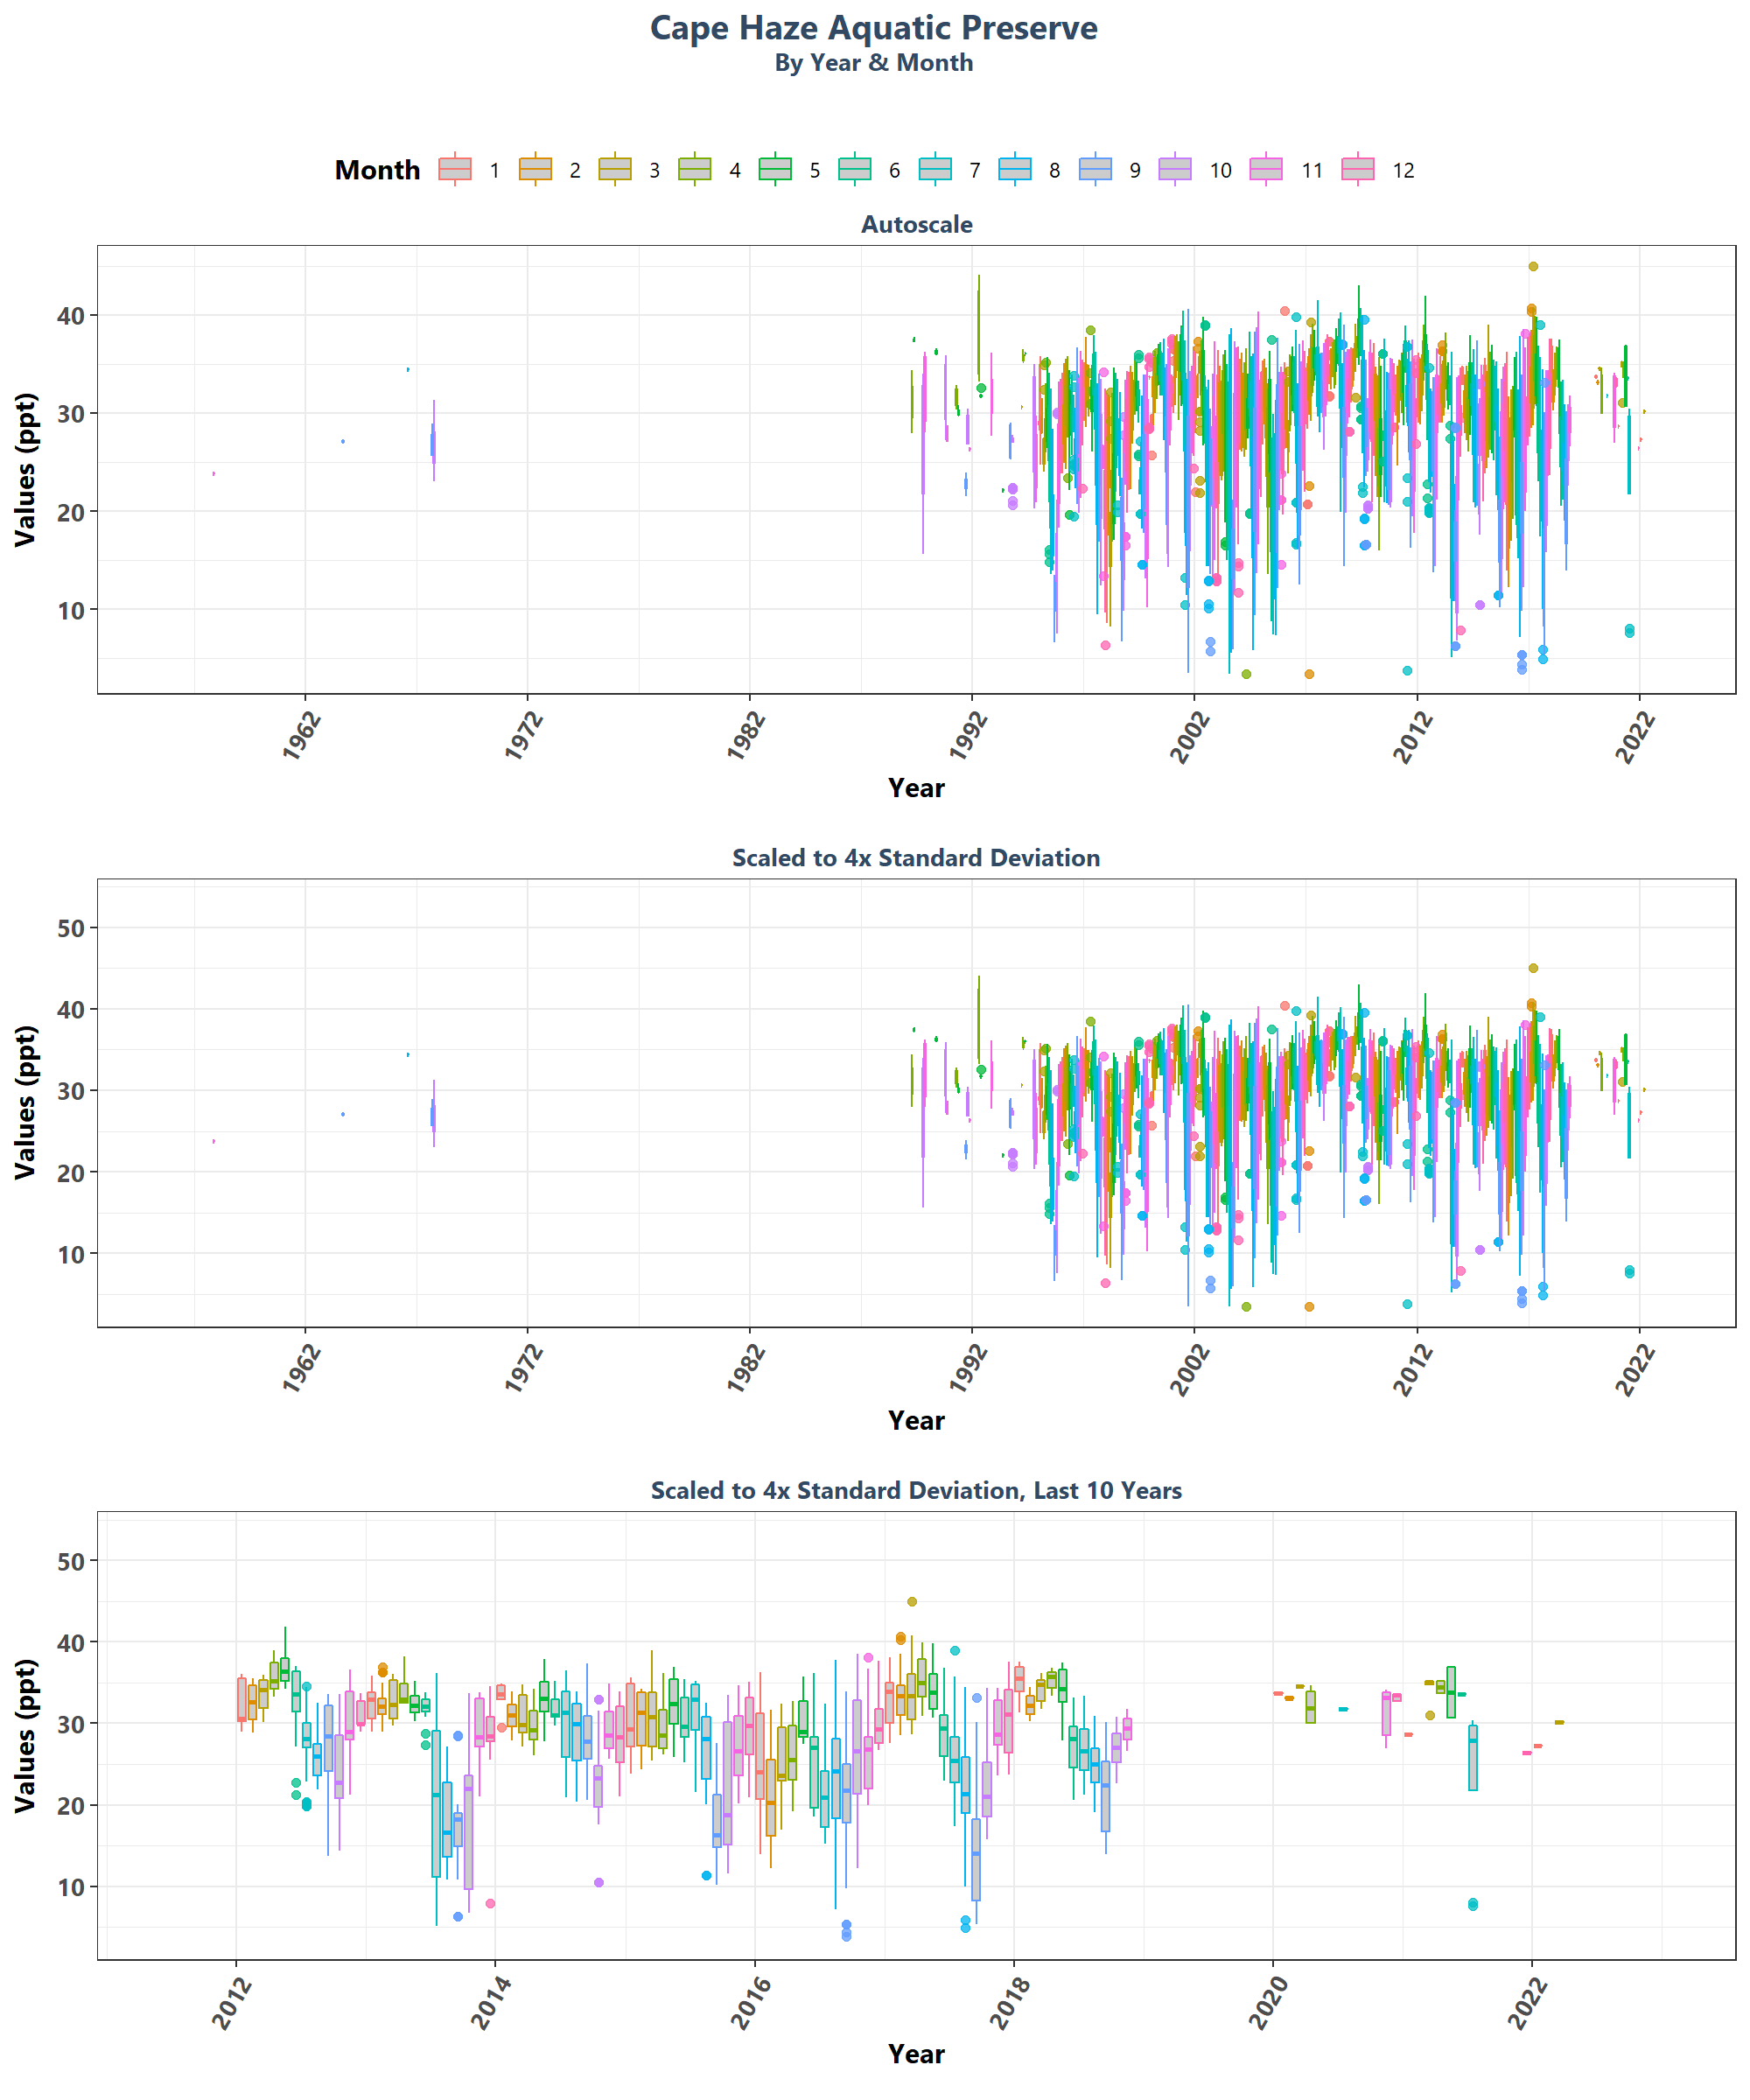 Cape Haze Aquatic Preserve
By Year & Month
Month 1 2 3 4 5 6 7 8 9 10 11 12
Autoscale
Values (ppt)
40
30
20
10
1962 1972 1982 1992 2002 2012 2022
Year
Scaled to 4x Standard Deviation
Values (ppt)
50
40
30
20
10
1962 1972 1982 1992 2002 2012 2022
Year
Scaled to 4x Standard Deviation, Last 10 Years
Values (ppt)
50
40
30
20
10
2012 2014 2016 2018 2020 2022
Year